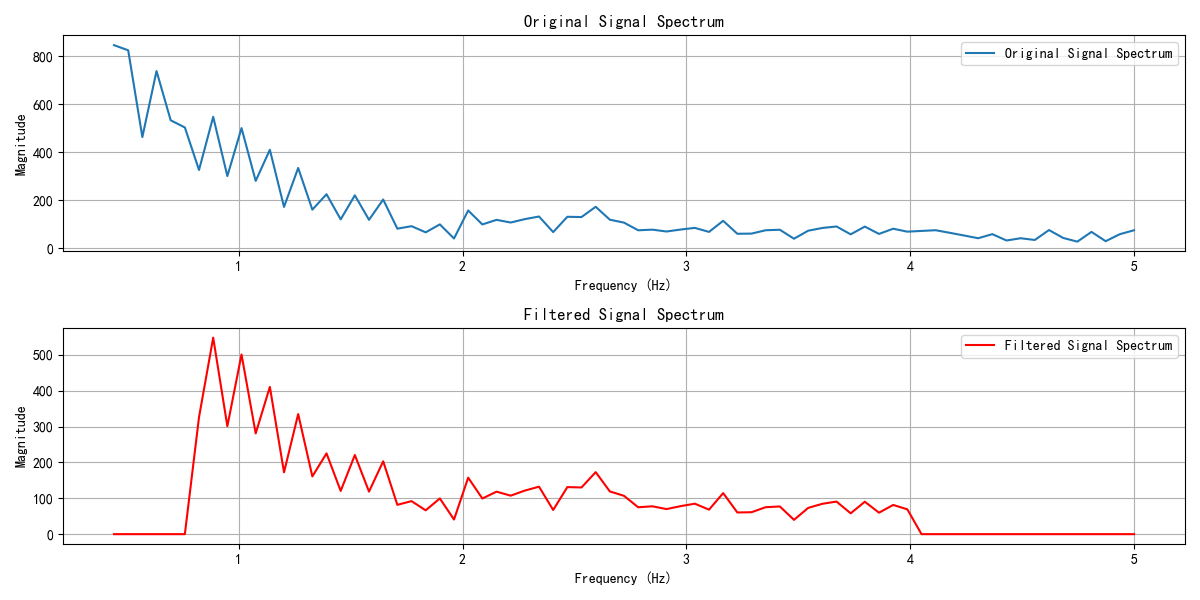 Original Signal Spectrum
Original Signal Spectrum
Magnitude
800
600
400
200
0
1 2 3 4 5
Frequency (Hz)
Filtered Signal Spectrum
Filtered Signal Spectrum
Magnitude
500
400
300
200
100
0
1 2 3 4 5
Frequency (Hz)